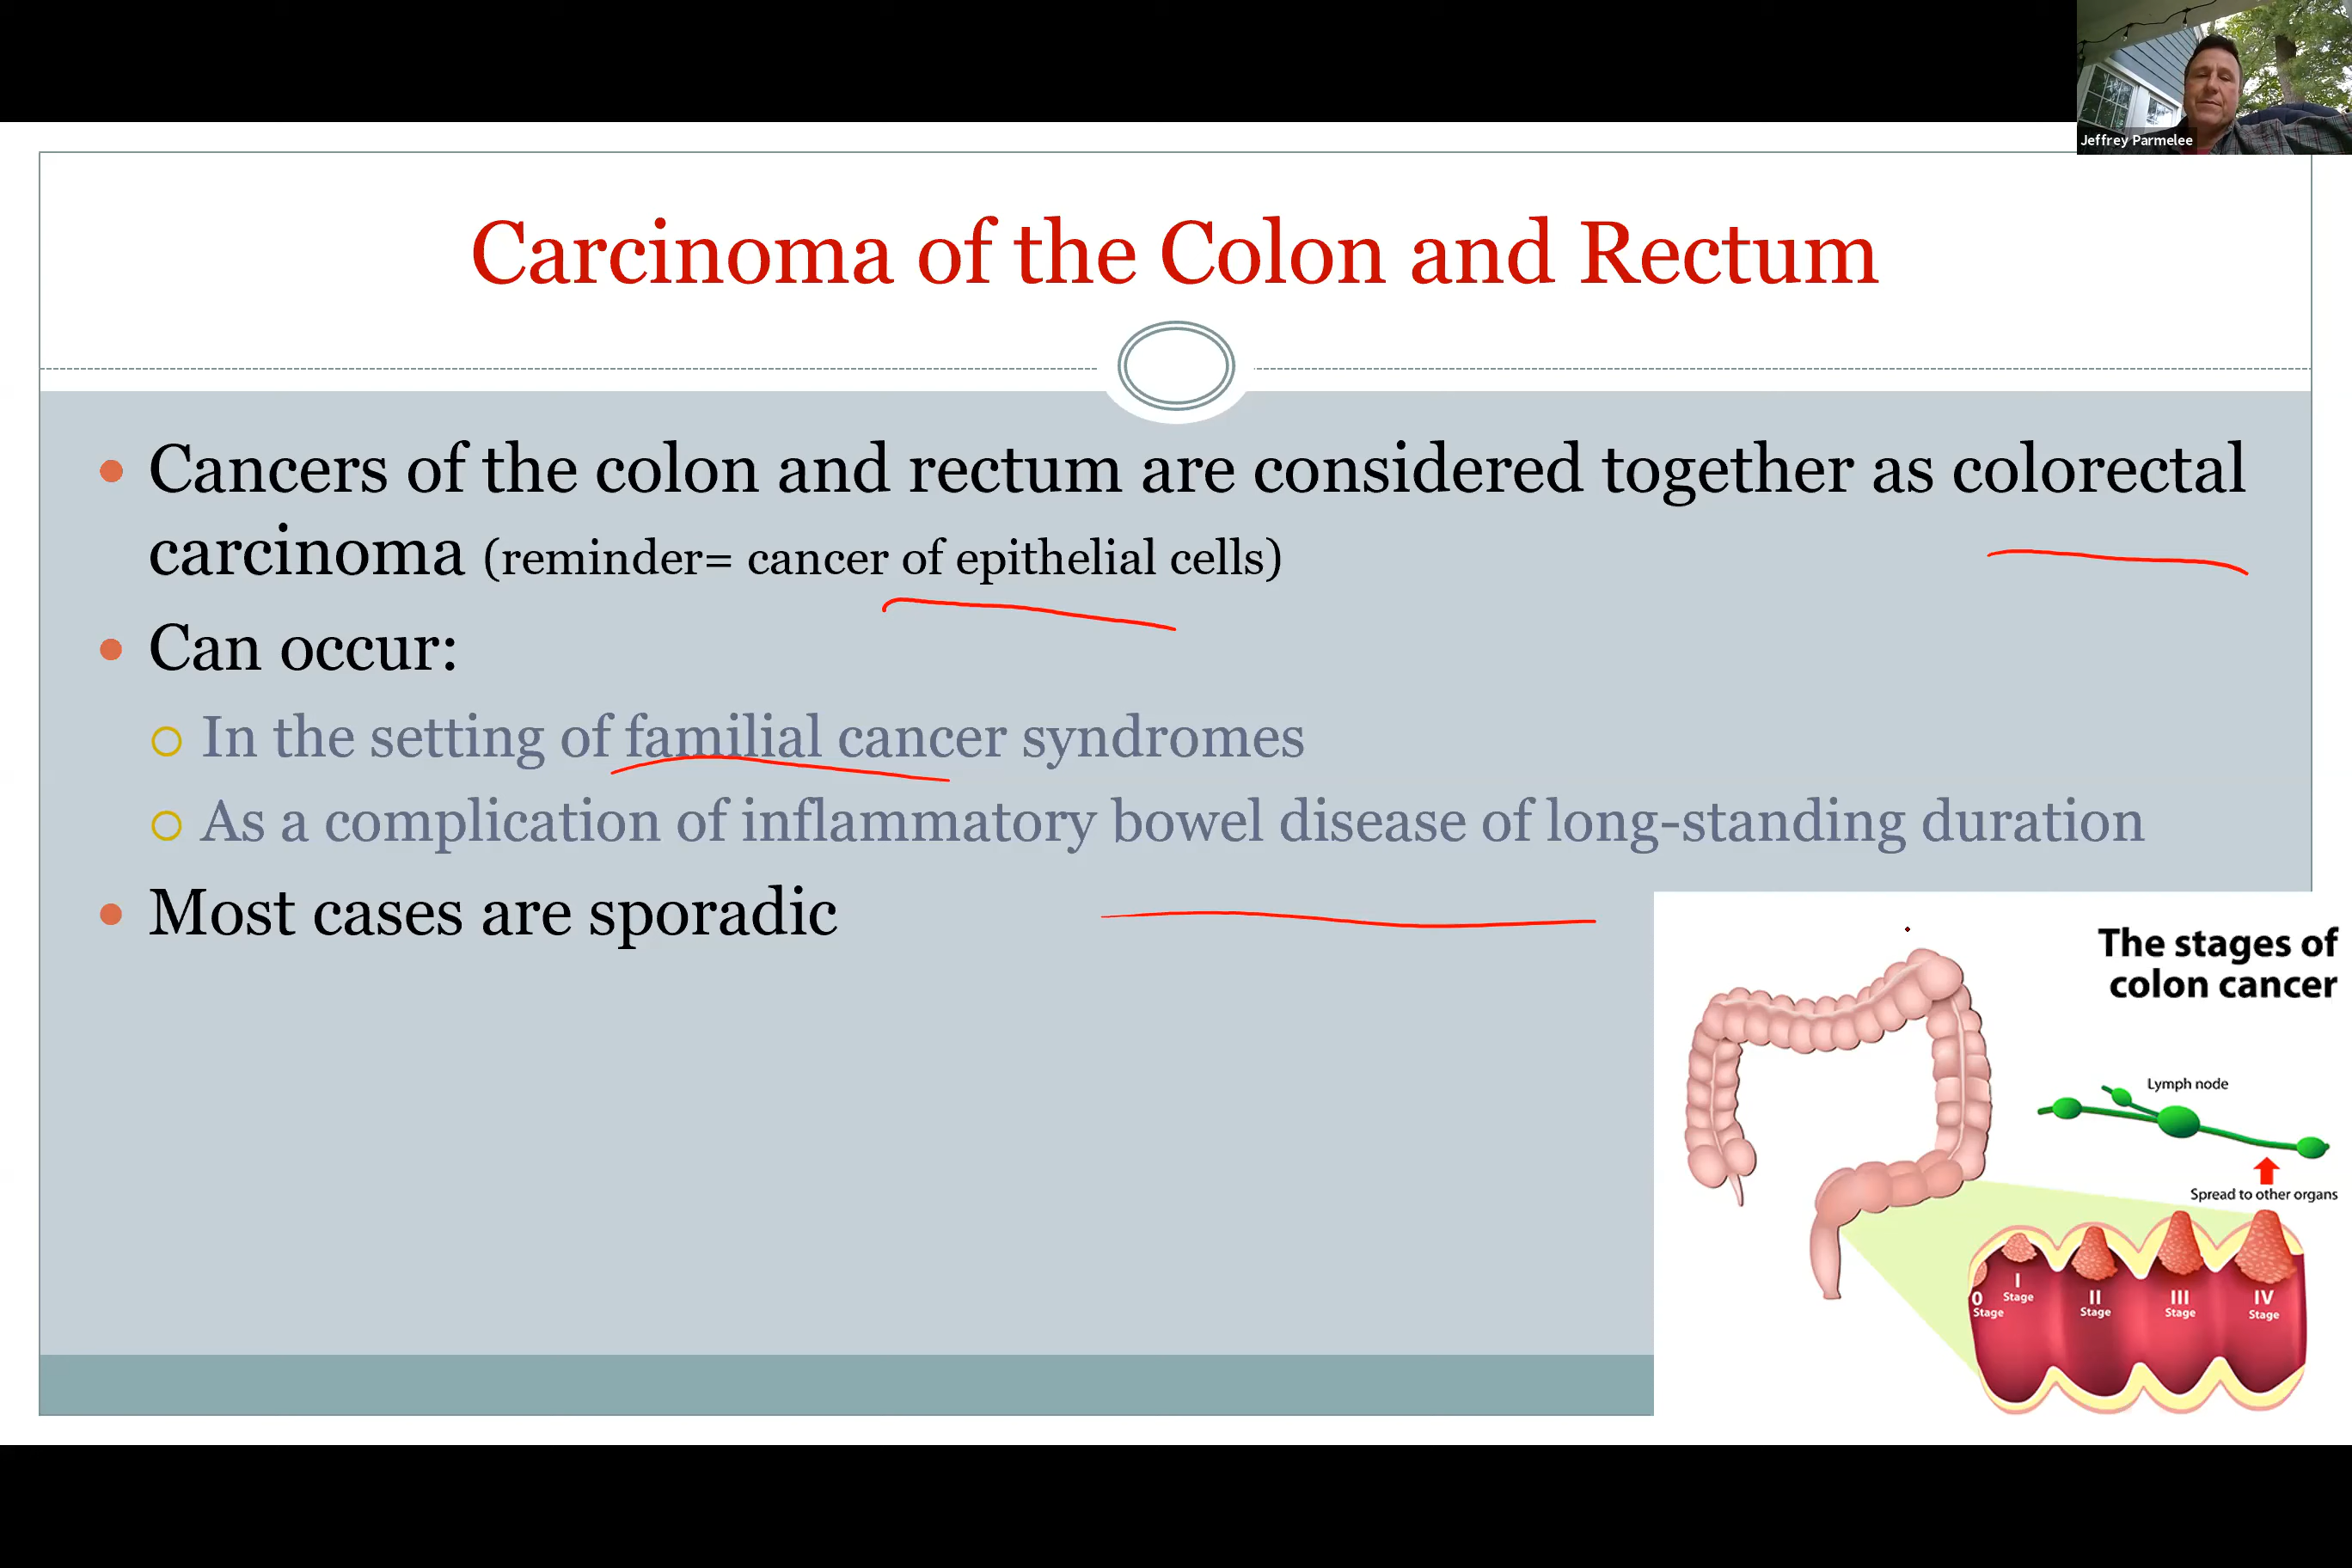 Jeffrey Parmelee
Carcinoma of the Colon and Rectum
Cancers of the colon and rectum are considered together as colorectal
carcinoma (reminder= cancer of epithelial cells)
Can occur:
In the setting of familial cancer syndromes
As a complication of inflammatory bowel disease of long-standing duration
Most cases are sporadic
The stages of
colon cancer
Lymph node
Spread to other organs
0
Stage
I
Stage
II
Stage
III
Stage
IV
Stage